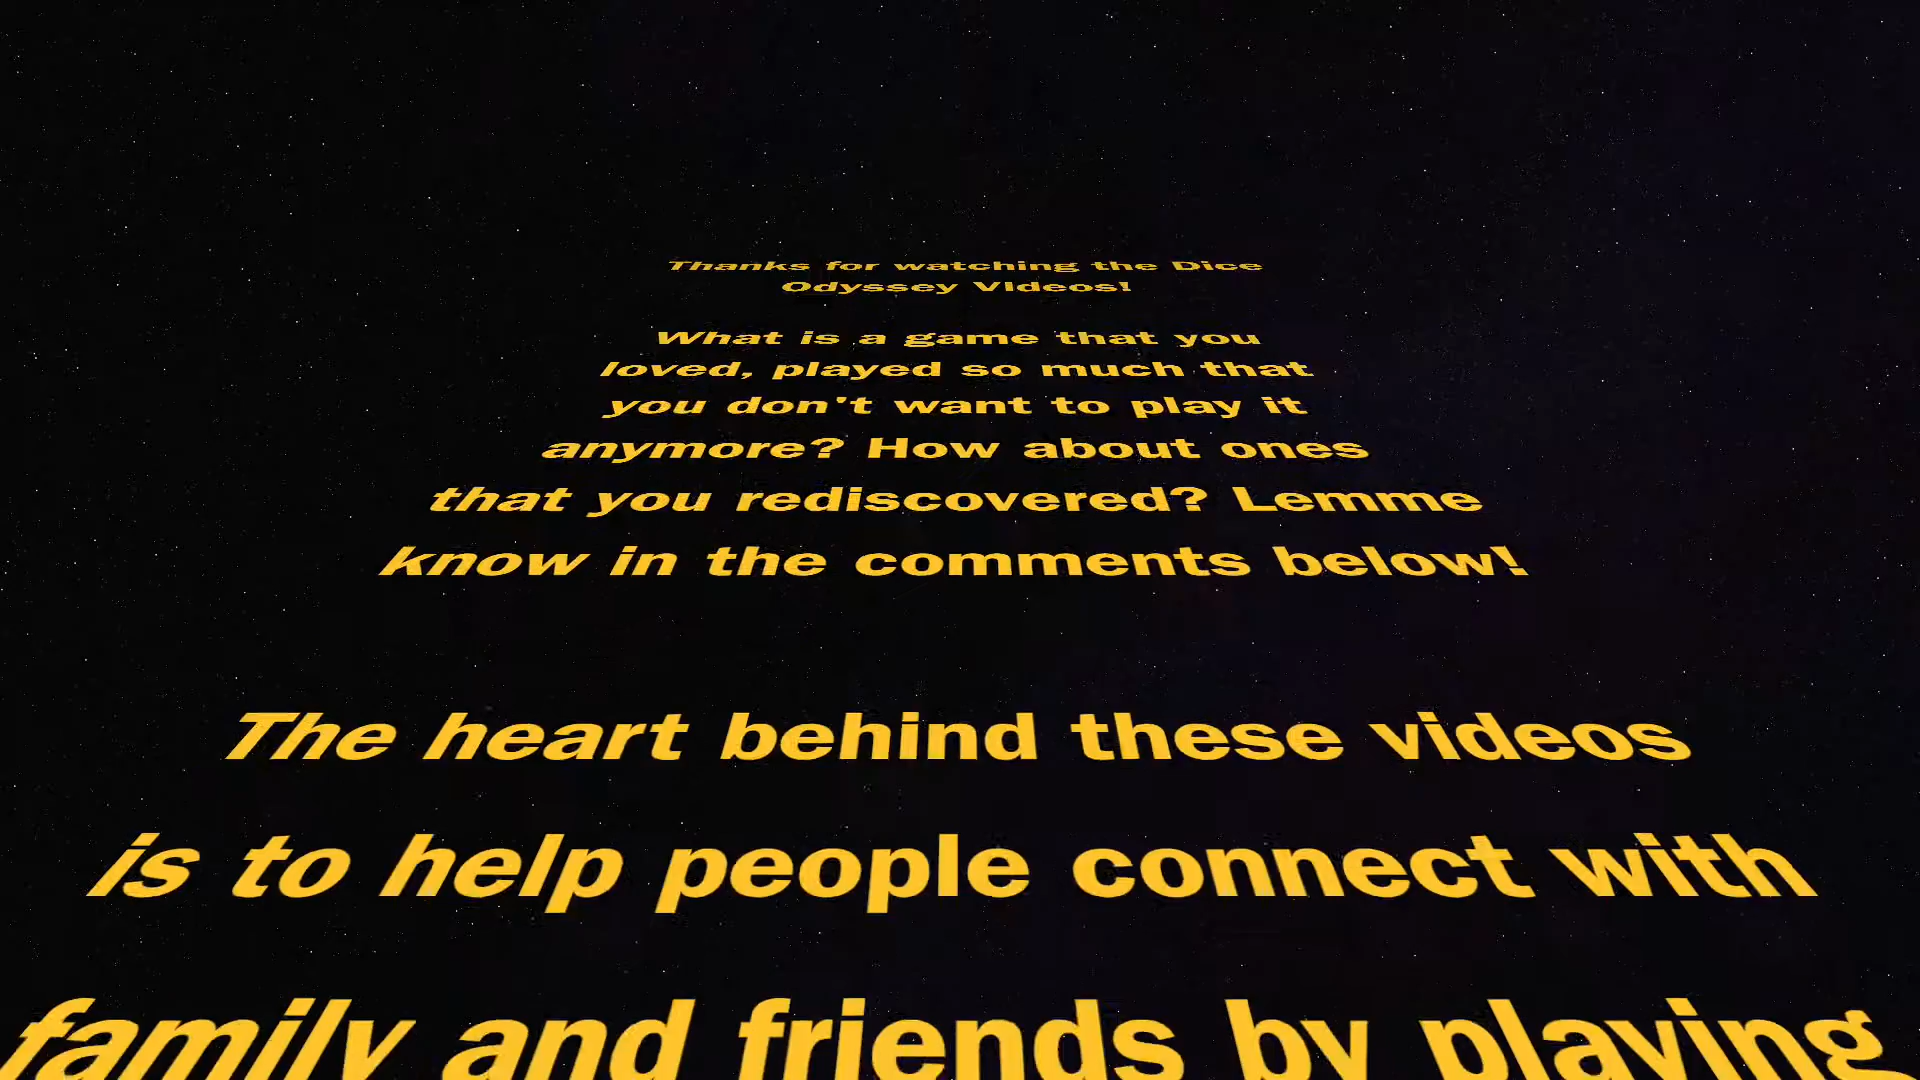 Thanks for watching the Dice
Odyssey Videos!
What is a game that you
loved, played so much that
you don't want to play it
anymore? How about ones
that you rediscovered? Lemme
know in the comments below!
The heart behind these videos
is to help people connect with
family and friends by playing